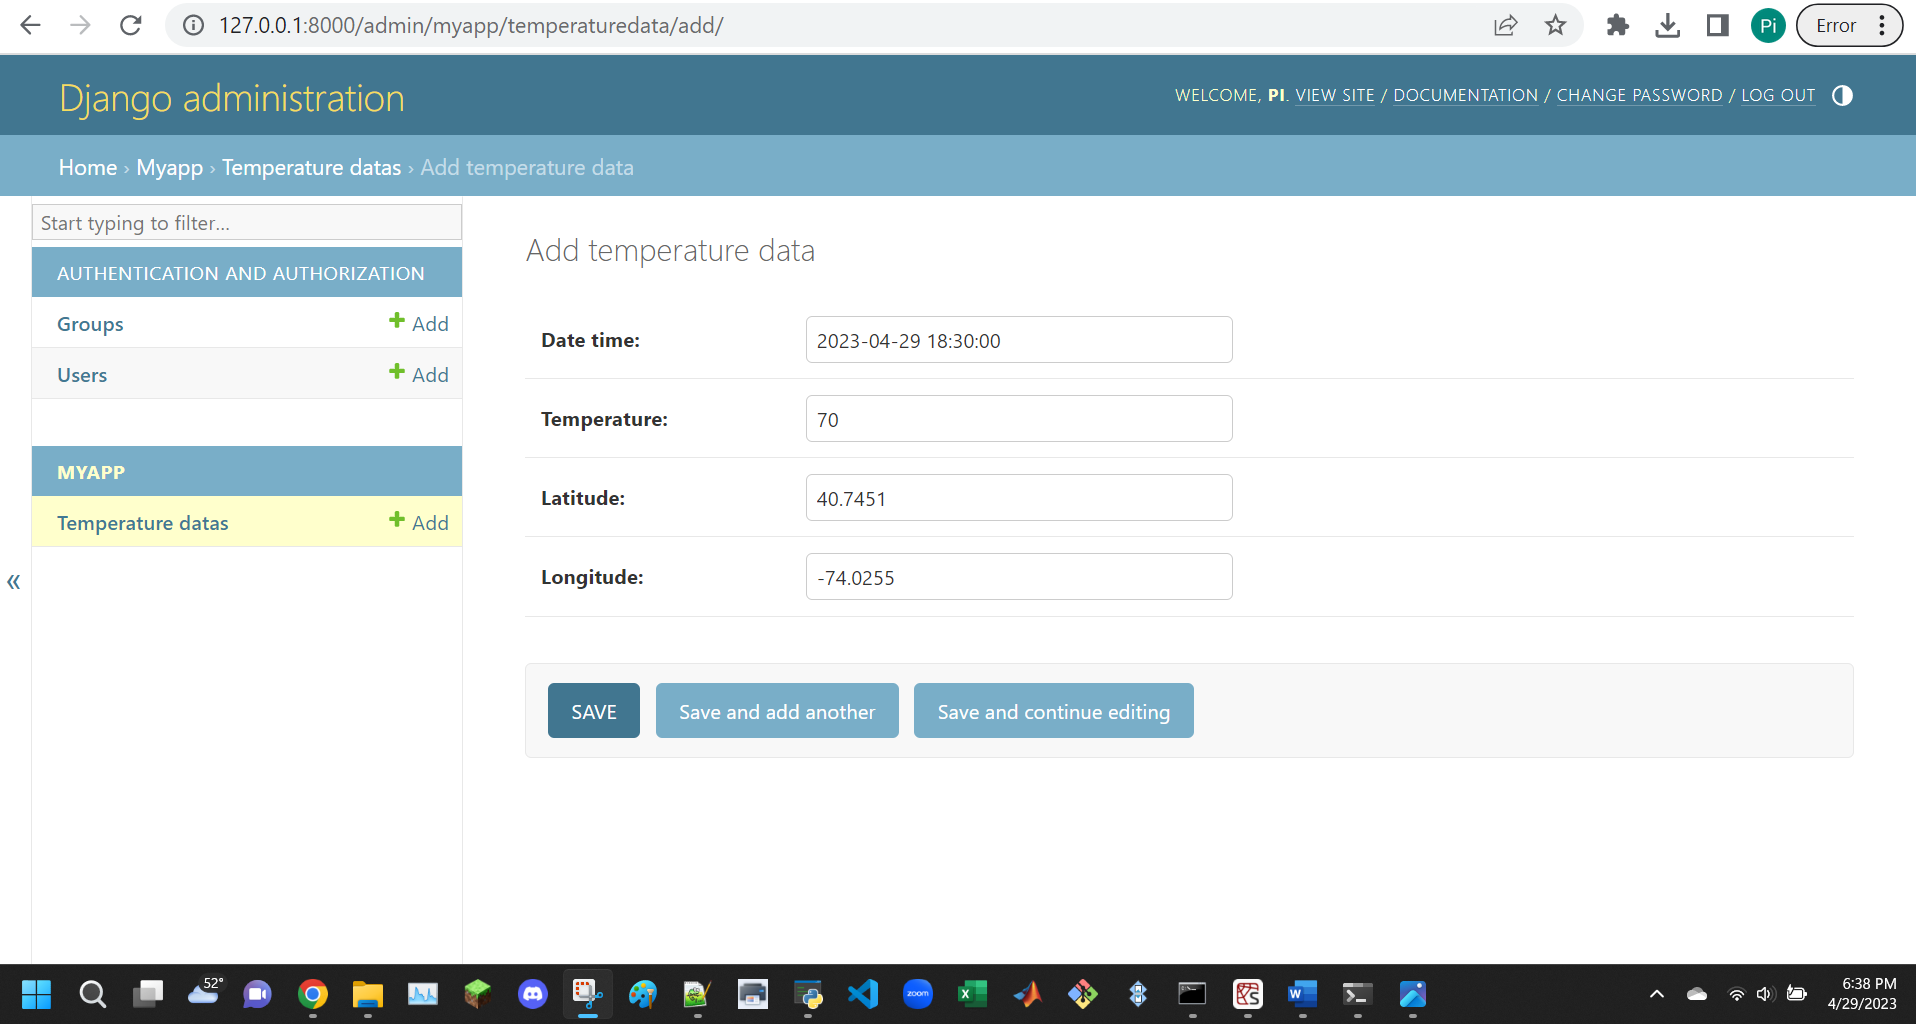 127.0.0.1:8000/admin/myapp/temperaturedata/add/
Pi
Error
Django administration
WELCOME, PI. VIEW SITE / DOCUMENTATION / CHANGE PASSWORD / LOG OUT
Home › Myapp › Temperature datas › Add temperature data
Start typing to filter...
AUTHENTICATION AND AUTHORIZATION
Groups
Add
Users
Add
MYAPP
Temperature datas
Add
«
Add temperature data
Date time:
2023-04-29 18:30:00
Temperature:
70
Latitude:
40.7451
Longitude:
-74.0255
SAVE
Save and add another
Save and continue editing
52°
zoom
6:38 PM
4/29/2023